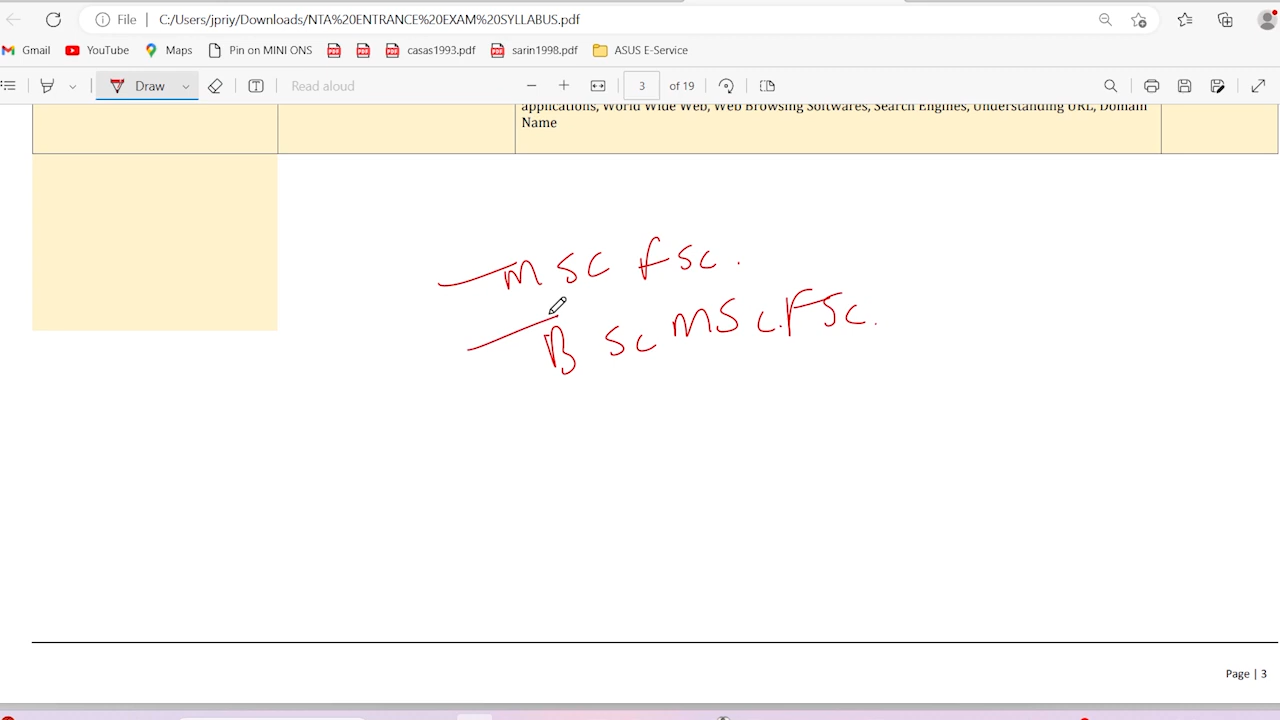 File C:/Users/jpriy/Downloads/NTA%20ENTRANCE%20EXAM%20SYLLABUS.pdf
Gmail YouTube Maps Pin on MINI ONS casas1993.pdf sarin1998.pdf ASUS E-Service
Draw Read aloud 3 of 19
applications, World Wide Web, Web Browsing Softwares, Search Engines, Understanding URL, Domain
Name
MSC FSC.
B SC MSC.FSC.
Page | 3